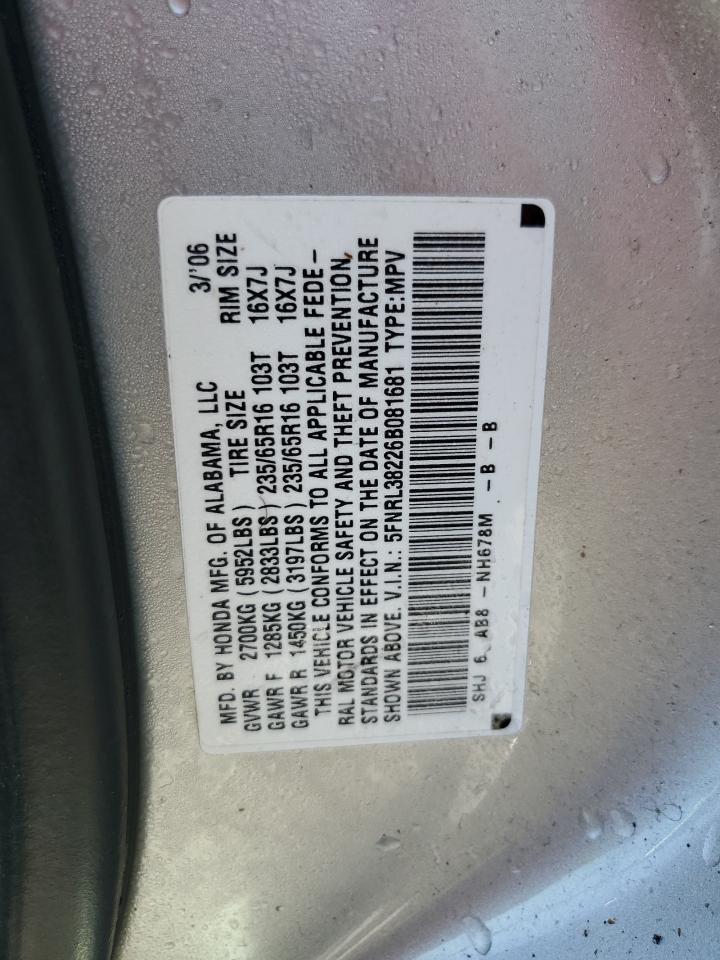 MFD. BY HONDA MFG. OF ALABAMA, LLC 3/'06
GVWR 2700KG (5952LBS) TIRE SIZE RIM SIZE
GAWR F 1285KG (2833LBS) 235/65R16 103T 16X7J
GAWR R 1450KG (3197LBS) 235/65R16 103T 16X7J
THIS VEHICLE CONFORMS TO ALL APPLICABLE FEDE-
RAL MOTOR VEHICLE SAFETY AND THEFT PREVENTION,
STANDARDS IN EFFECT ON THE DATE OF MANUFACTURE
SHOWN ABOVE. V.I.N.: 5FNRL38226B081681 TYPE:MPV
SHJ 6 AB8 -NH678M -B -B